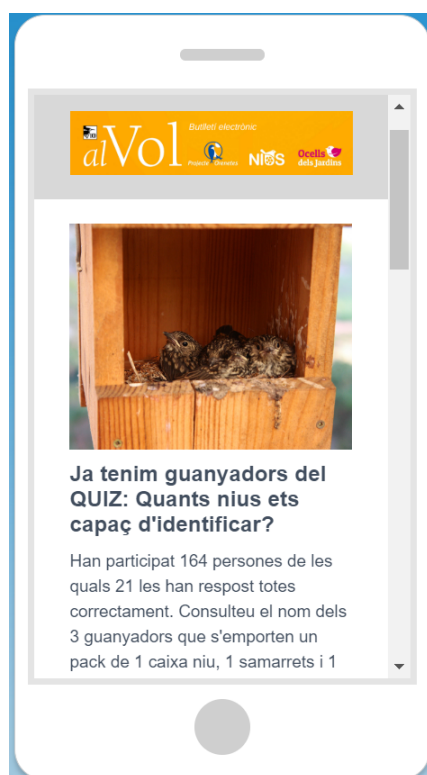 Butlletí electrònic
alVol
Projecte Orenetes
NIUS
Ocells
dels Jardins
Ja tenim guanyadors del
QUIZ: Quants nius ets
capaç d'identificar?
Han participat 164 persones de les
quals 21 les han respost totes
correctament. Consulteu el nom dels
3 guanyadors que s'emporten un
pack de 1 caixa niu, 1 samarrets i 1